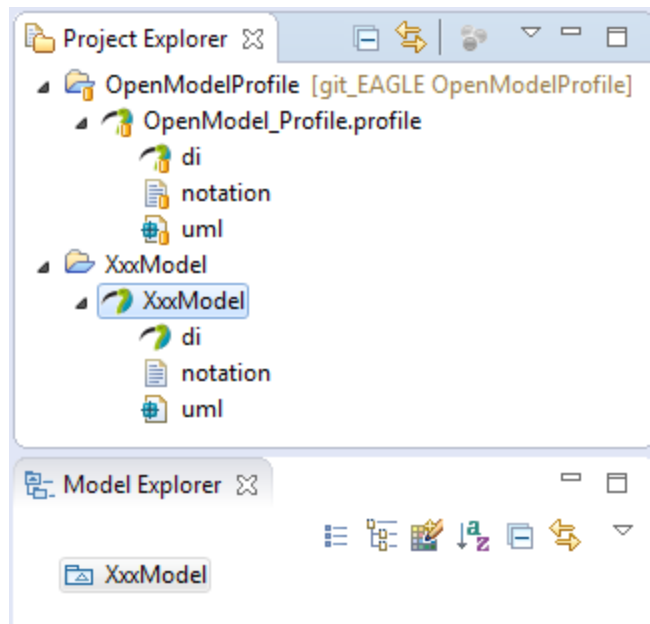 Project Explorer
OpenModelProfile [git_EAGLE OpenModelProfile]
OpenModel_Profile.profile
di
notation
uml
XxxModel
XxxModel
di
notation
uml
Model Explorer
a
z
XxxModel